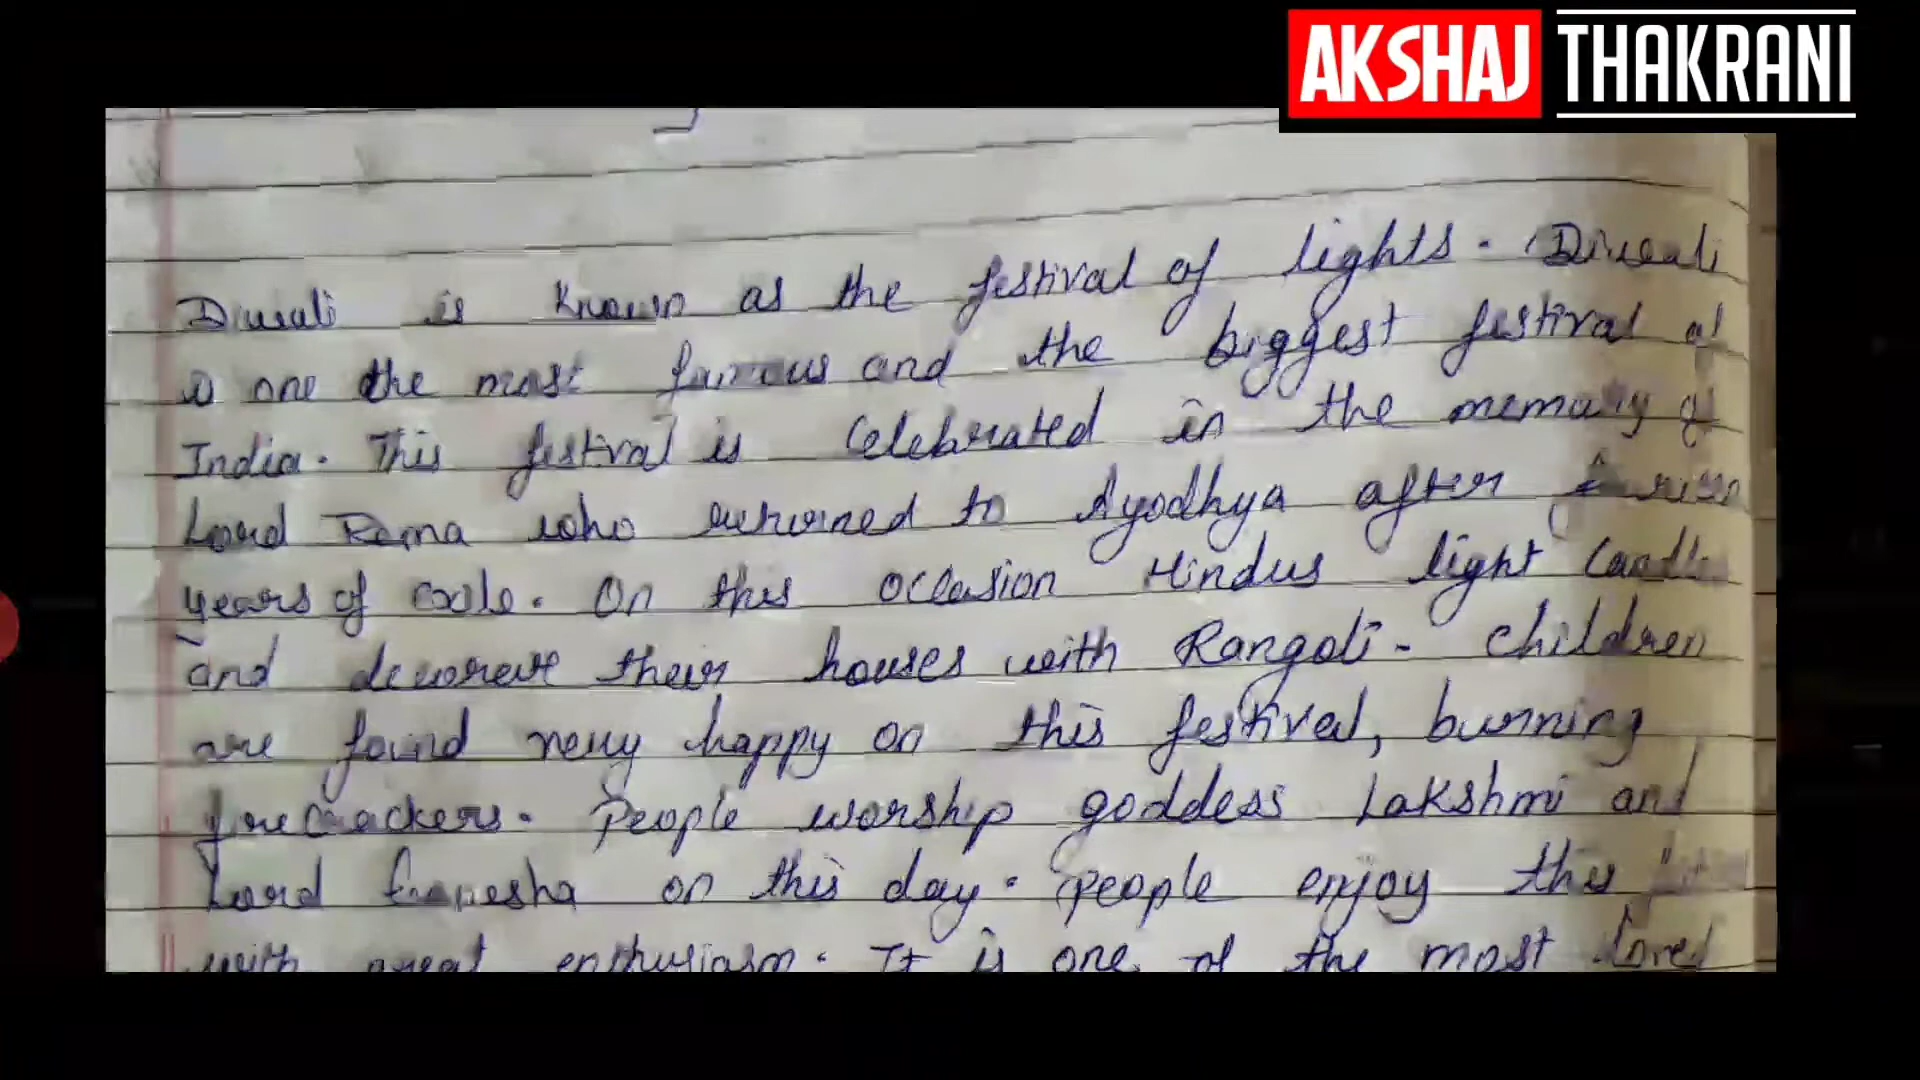 AKSHAJ THAKRANI
Diwali is known as the festival of lights. Diwali
is one the most famous and the biggest festival of
India. This festival is celebrated in the memory of
Lord Rama who returned to Ayodhya after
years of exile. On this occasion Hindus light
and decorate their houses with Rangoli. Children
are found very happy on this festival, burning
firecrackers. People worship goddess Lakshmi and
Lord Ganesha on this day. People enjoy this
with great enthusiasm. It is one of the most loved